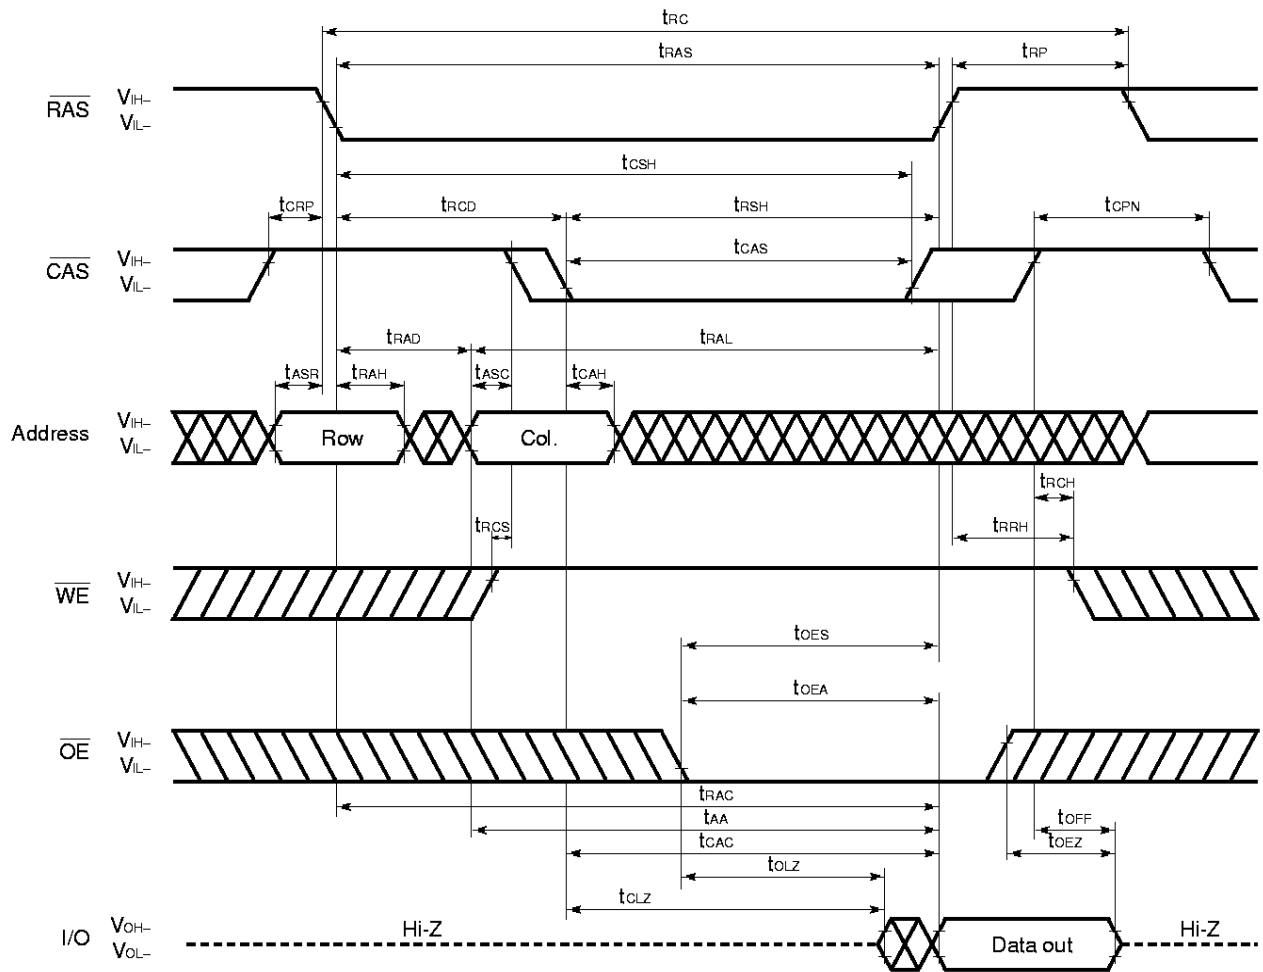 tRC
tRAS
tRP
RAS
VIH–
VIL–
tCSH
tCRP
tRCD
tRSH
tCPN
CAS
VIH–
VIL–
tCAS
tRAD
tRAL
tASR
tRAH
tASC
tCAH
Address
VIH–
VIL–
Row
Col.
tRCH
tRCS
tRRH
WE
VIH–
VIL–
tOES
tOEA
OE
VIH–
VIL–
tRAC
tAA
tOFF
tCAC
tOEZ
tOLZ
tCLZ
I/O
VOH–
VOL–
Hi-Z
Data out
Hi-Z